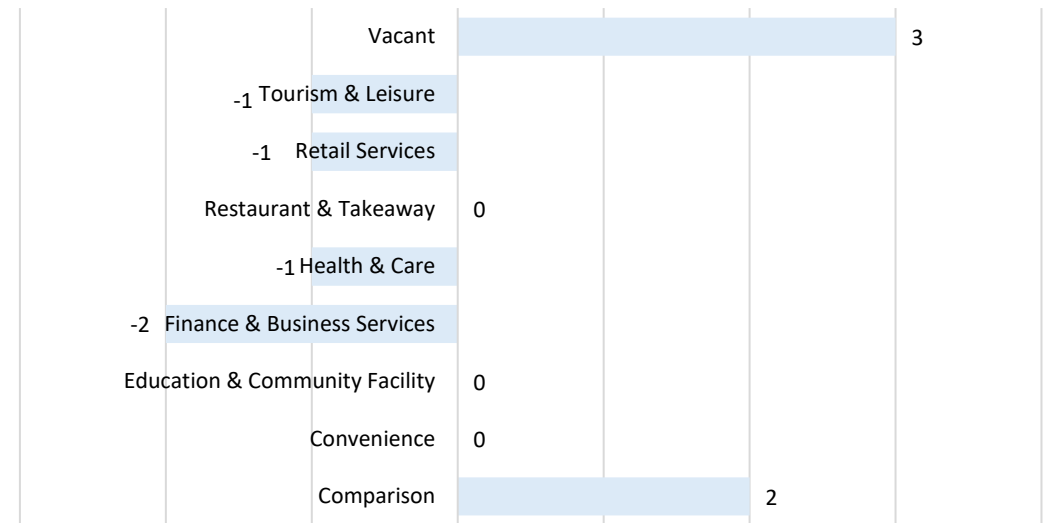 Vacant 3
-1 Tourism & Leisure
-1 Retail Services
Restaurant & Takeaway 0
-1 Health & Care
-2 Finance & Business Services
Education & Community Facility 0
Convenience 0
Comparison 2